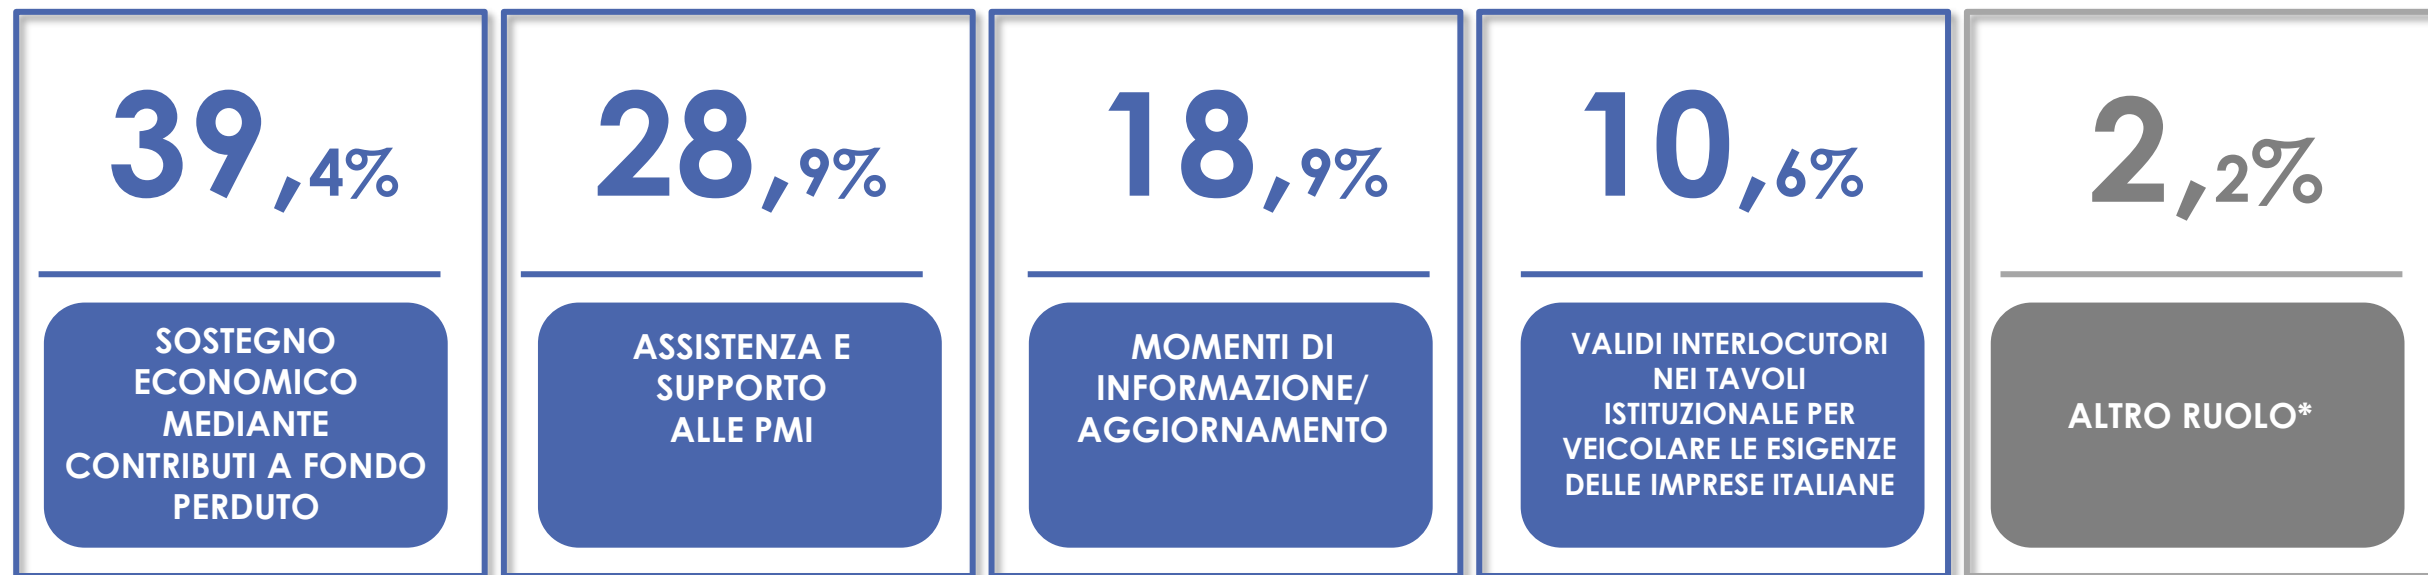 39,4%
SOSTEGNO
ECONOMICO
MEDIANTE
CONTRIBUTI A FONDO
PERDUTO
28,9%
ASSISTENZA E
SUPPORTO
ALLE PMI
18,9%
MOMENTI DI
INFORMAZIONE/
AGGIORNAMENTO
10,6%
VALIDI INTERLOCUTORI
NEI TAVOLI
ISTITUZIONALE PER
VEICOLARE LE ESIGENZE
DELLE IMPRESE ITALIANE
2,2%
ALTRO RUOLO*